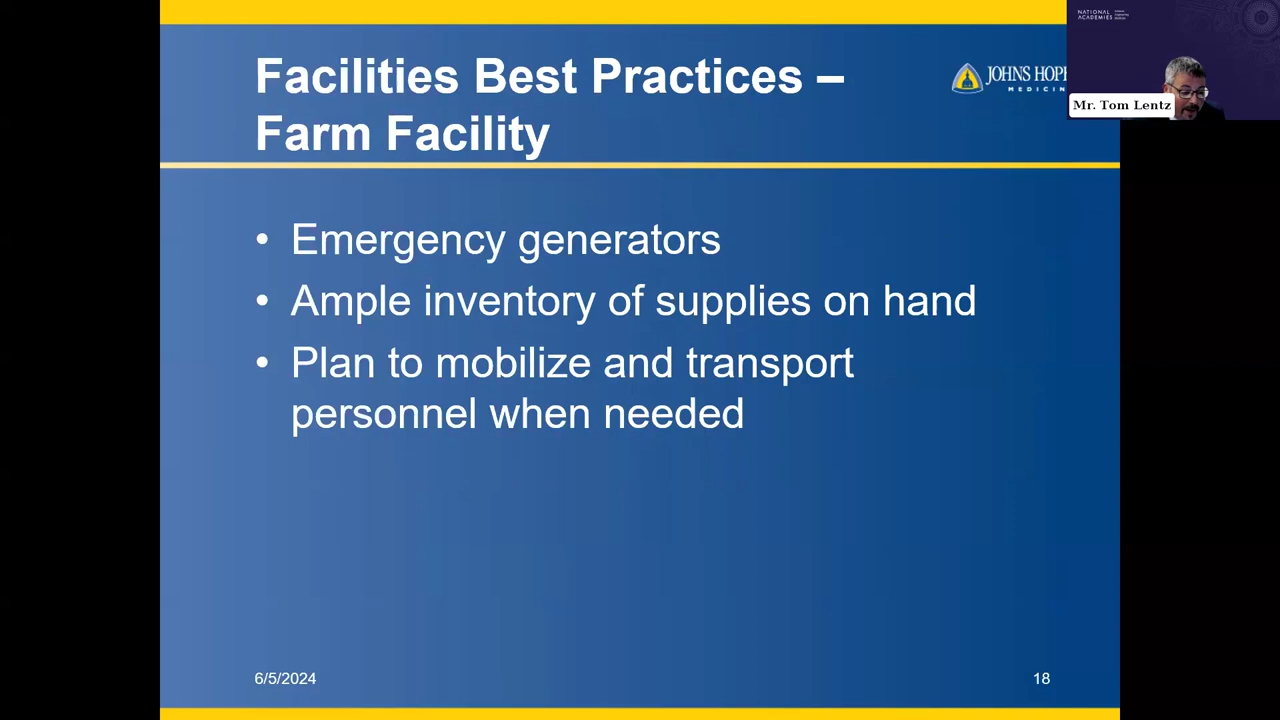 Facilities Best Practices –
Farm Facility
JOHNS HOP
MEDICIN
NATIONAL
ACADEMIES
Mr. Tom Lentz
• Emergency generators
• Ample inventory of supplies on hand
• Plan to mobilize and transport
personnel when needed
6/5/2024
18